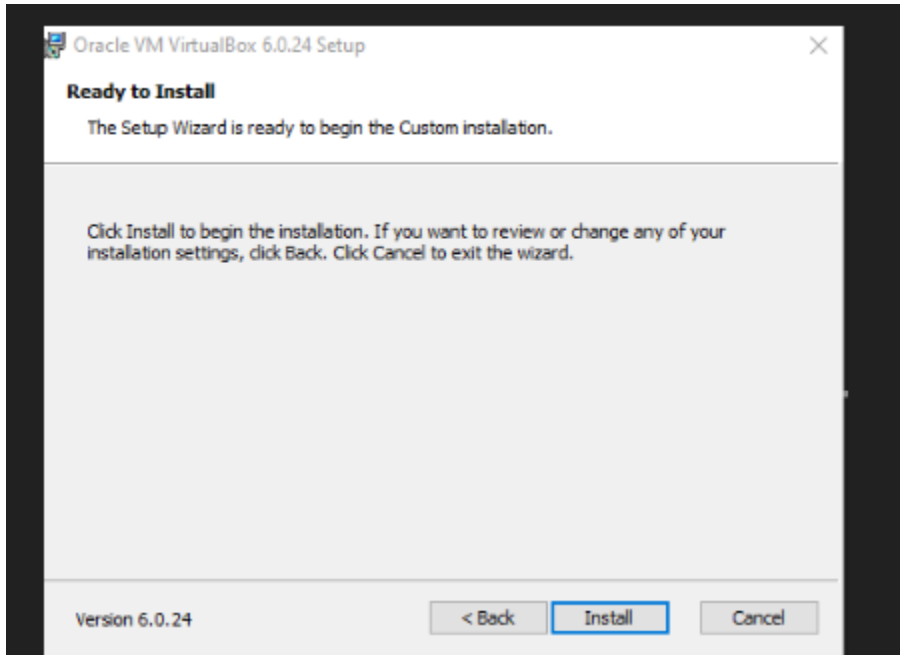 Oracle VM VirtualBox 6.0.24 Setup
Ready to Install
The Setup Wizard is ready to begin the Custom installation.
Click Install to begin the installation. If you want to review or change any of your
installation settings, click Back. Click Cancel to exit the wizard.
Version 6.0.24
< Back
Install
Cancel